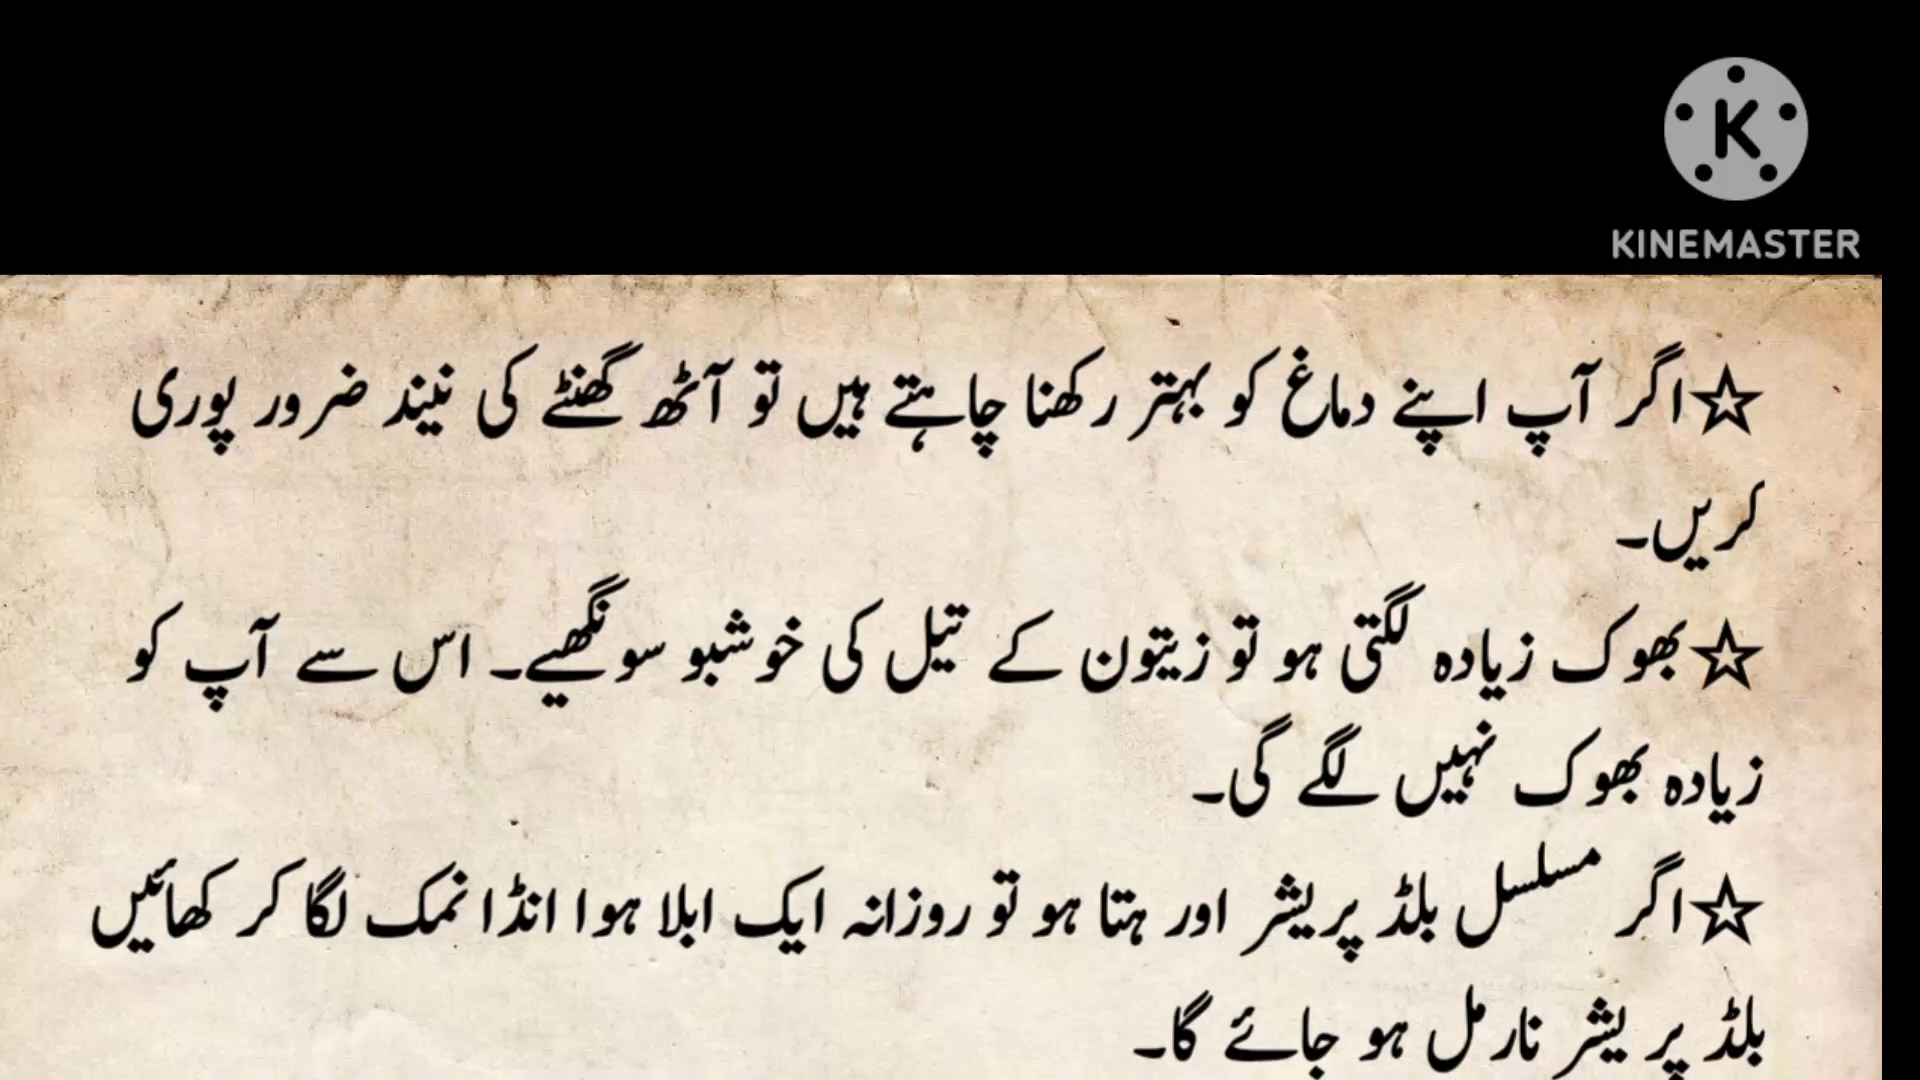 KINEMASTER
☆اگر آپ اپنے دماغ کو بہتر رکھنا چاہتے ہیں تو آٹھ گھنٹے کی نیند ضرور پوری
کریں۔
☆بھوک زیادہ لگتی ہو تو زیتون کے تیل کی خوشبو سونگھیے۔ اس سے آپ کو
زیادہ بھوک نہیں لگے گی۔
☆اگر مسلسل بلڈ پریشر اور ہتا ہو تو روزانہ ایک ابلا ہوا انڈا نمک لگا کر کھائیں
بلڈ پریشر نارمل ہو جائے گا۔